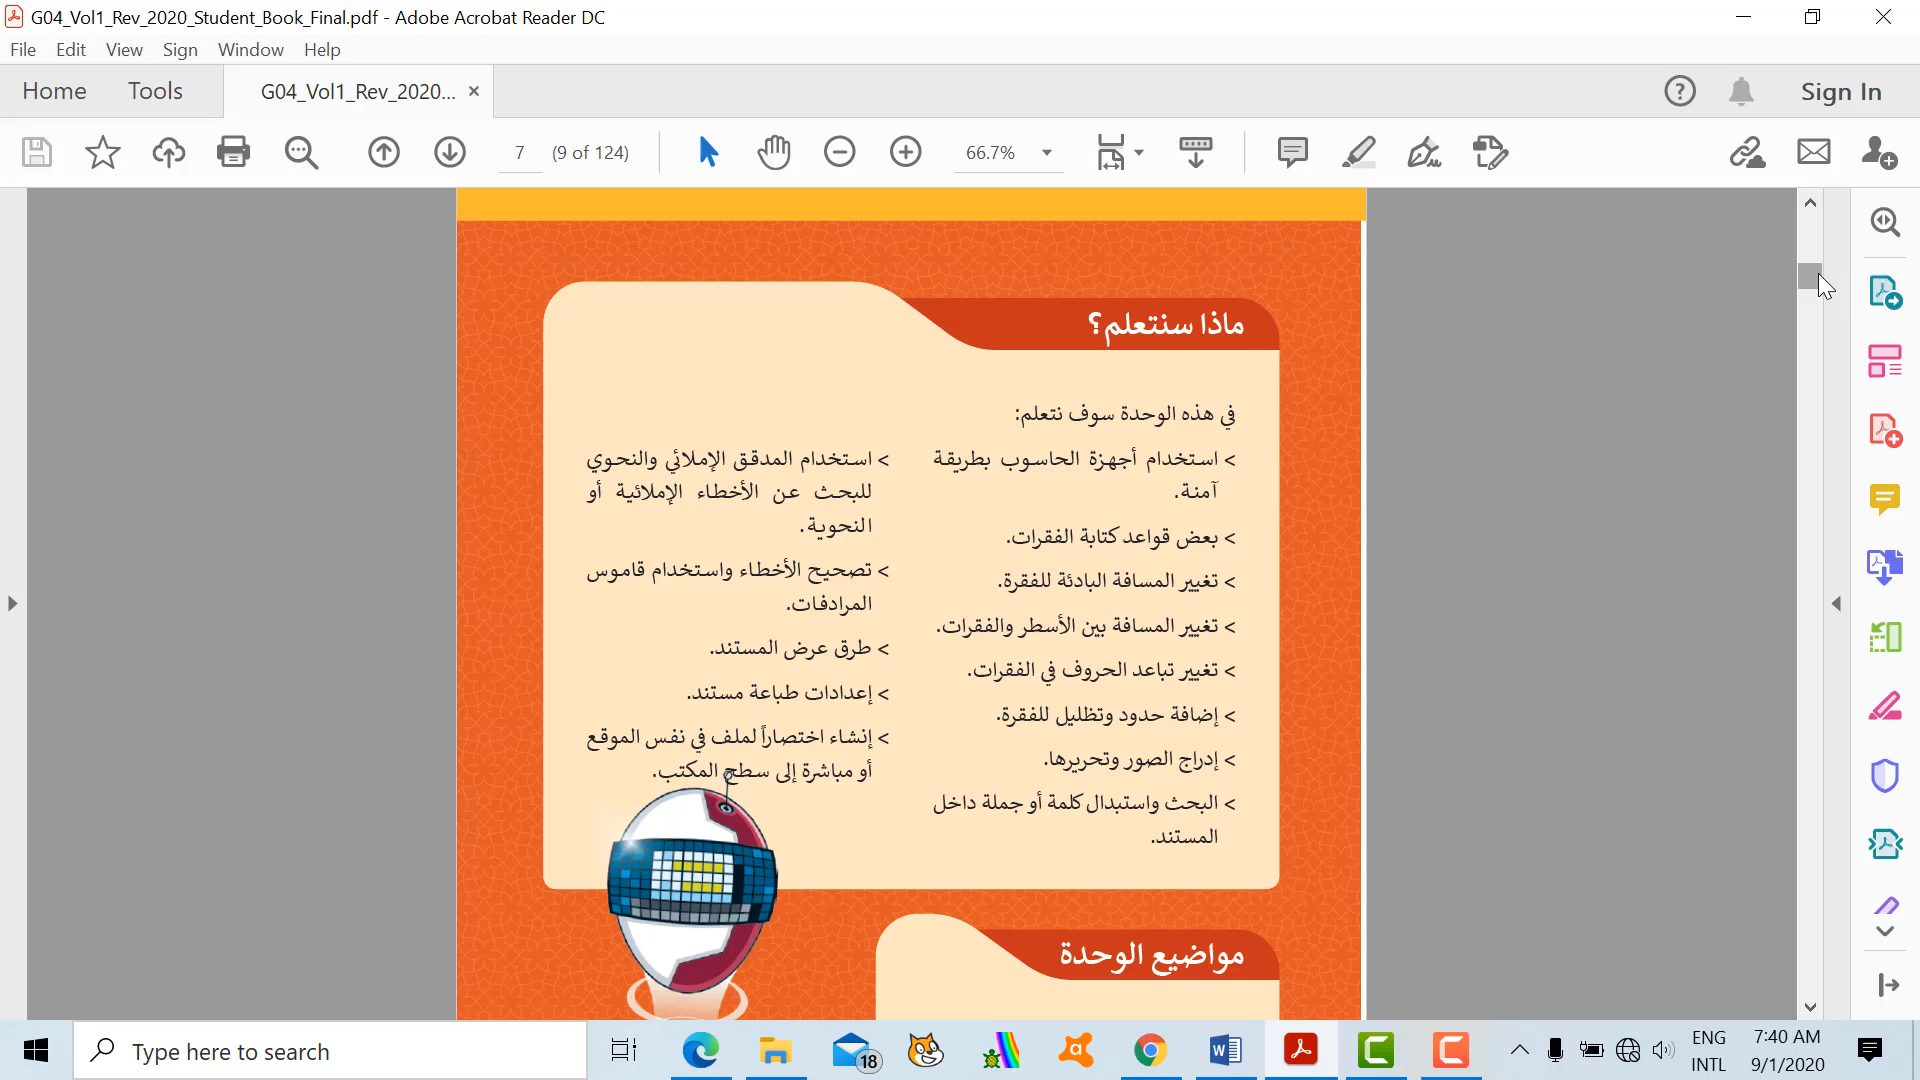 G04_Vol1_Rev_2020_Student_Book_Final.pdf - Adobe Acrobat Reader DC
File Edit View Sign Window Help
Home Tools G04_Vol1_Rev_2020... × Sign In
7 (9 of 124) 66.7%
ماذا سنتعلم؟
في هذه الوحدة سوف نتعلم:
> استخدام أجهزة الحاسوب بطريقة
آمنة.
> بعض قواعد كتابة الفقرات.
> تغيير المسافة البادئة للفقرة.
> تغيير المسافة بين الأسطر والفقرات.
> تغيير تباعد الحروف في الفقرات.
> إضافة حدود وتظليل للفقرة.
> إدراج الصور وتحريرها.
> البحث واستبدال كلمة أو جملة داخل
المستند.
> استخدام المدقق الإملائي والنحوي
للبحث عن الأخطاء الإملائية أو
النحوية.
> تصحيح الأخطاء واستخدام قاموس
المرادفات.
> طرق عرض المستند.
> إعدادات طباعة مستند.
> إنشاء اختصاراً لملف في نفس الموقع
أو مباشرة إلى سطح المكتب.
مواضيع الوحدة
Type here to search
18
ENG
INTL
7:40 AM
9/1/2020